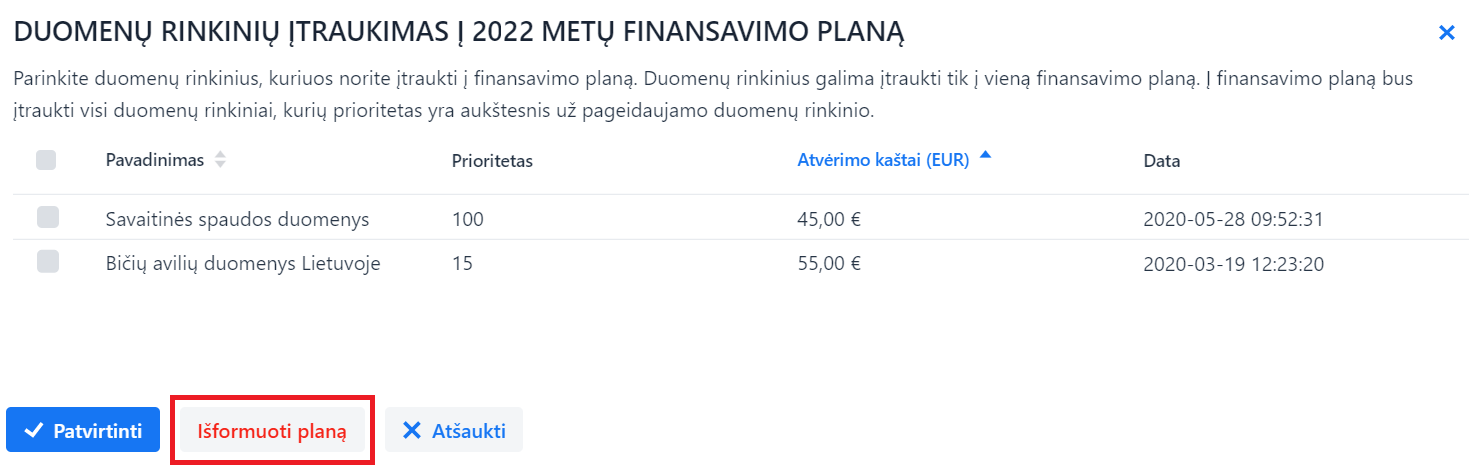 DUOMENŲ RINKINIŲ ĮTRAUKIMAS Į 2022 METŲ FINANSAVIMO PLANĄ
Parinkite duomenų rinkinius, kuriuos norite įtraukti į finansavimo planą. Duomenų rinkinius galima įtraukti tik į vieną finansavimo planą. Į finansavimo planą bus
įtraukti visi duomenų rinkiniai, kurių prioritetas yra aukštesnis už pageidaujamo duomenų rinkinio.
Pavadinimas Prioritetas Atvėrimo kaštai (EUR) Data
Savaitinės spaudos duomenys 100 45,00 € 2020-05-28 09:52:31
Bičių avilių duomenys Lietuvoje 15 55,00 € 2020-03-19 12:23:20
Patvirtinti Išformuoti planą Atšaukti